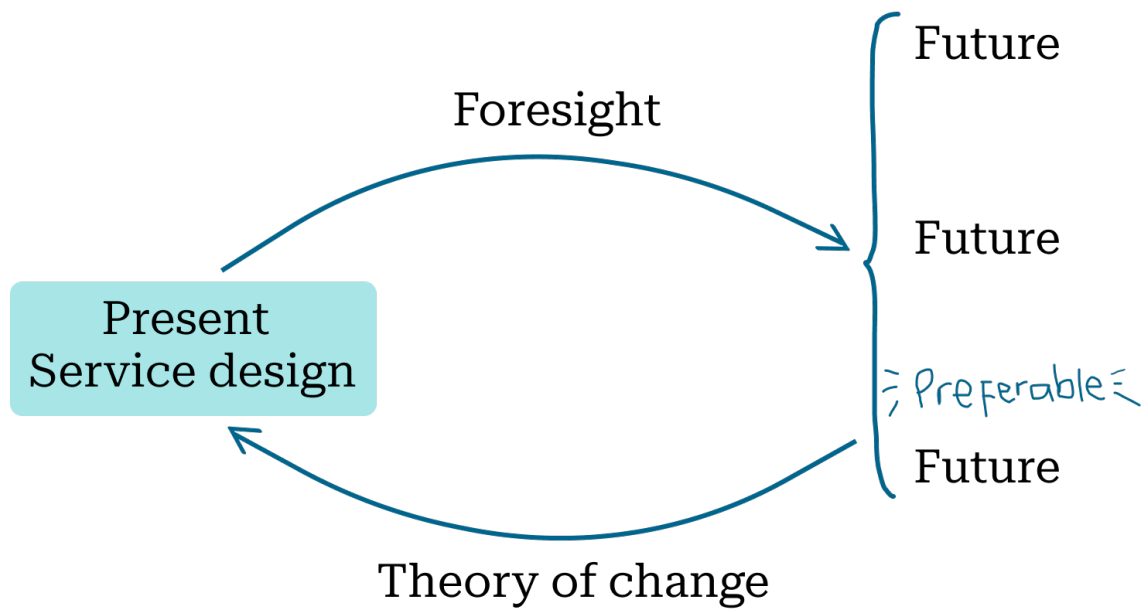 Future
Foresight
Future
Present
Service design
Preferable
Future
Theory of change